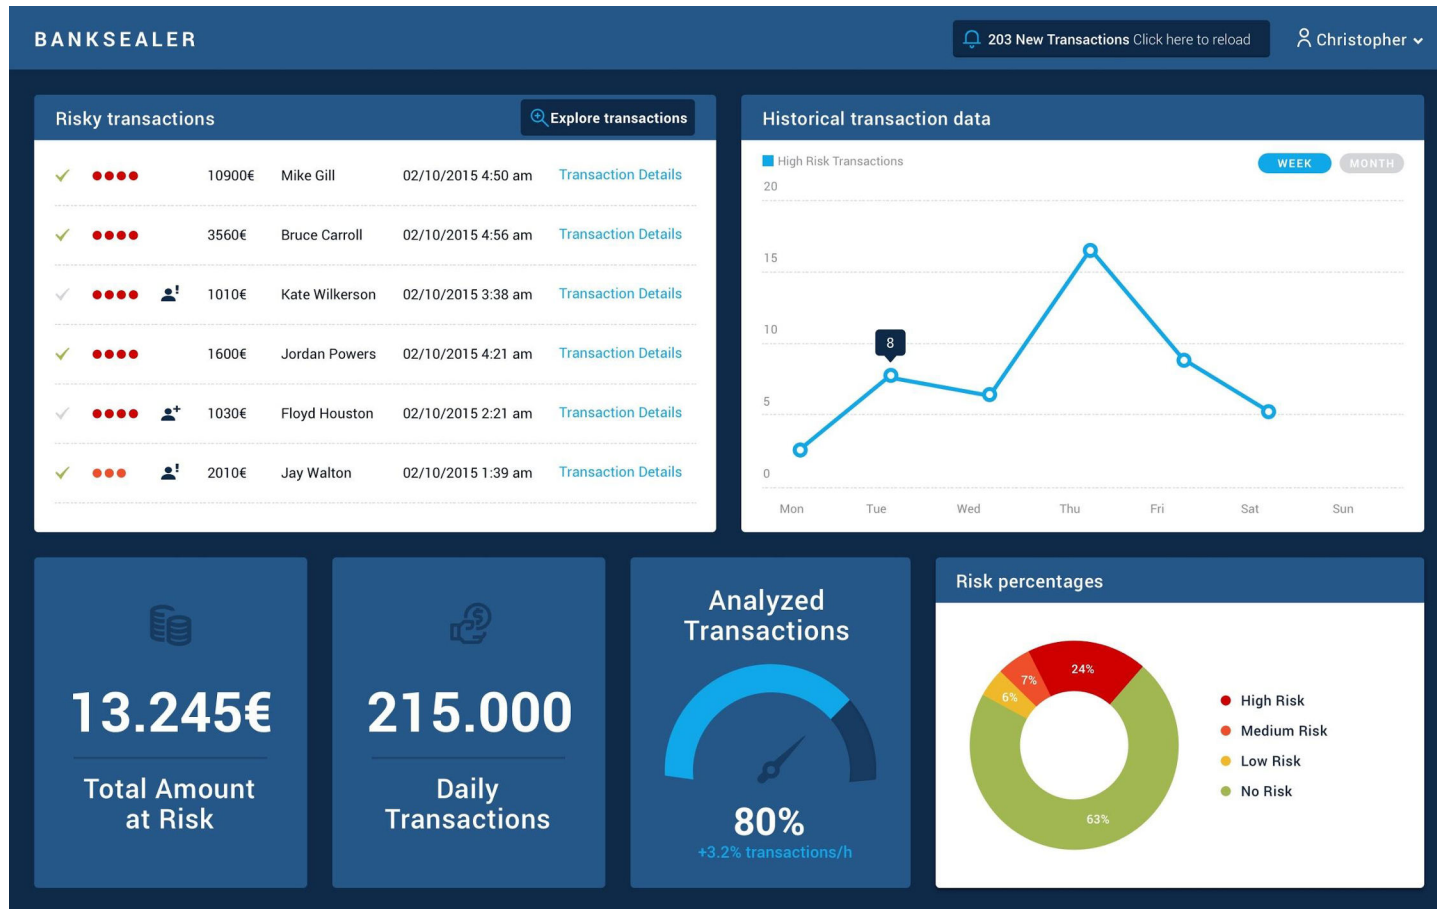 BANKSEALER
203 New Transactions Click here to reload
Christopher
Risky transactions
Explore transactions
10900€ Mike Gill 02/10/2015 4:50 am Transaction Details
3560€ Bruce Carroll 02/10/2015 4:56 am Transaction Details
1010€ Kate Wilkerson 02/10/2015 3:38 am Transaction Details
1600€ Jordan Powers 02/10/2015 4:21 am Transaction Details
1030€ Floyd Houston 02/10/2015 2:21 am Transaction Details
2010€ Jay Walton 02/10/2015 1:39 am Transaction Details
Historical transaction data
High Risk Transactions
WEEK MONTH
20
15
10
8
5
0
Mon Tue Wed Thu Fri Sat Sun
13.245€
Total Amount
at Risk
215.000
Daily
Transactions
Analyzed
Transactions
80%
+3.2% transactions/h
Risk percentages
24%
7%
6%
63%
High Risk
Medium Risk
Low Risk
No Risk